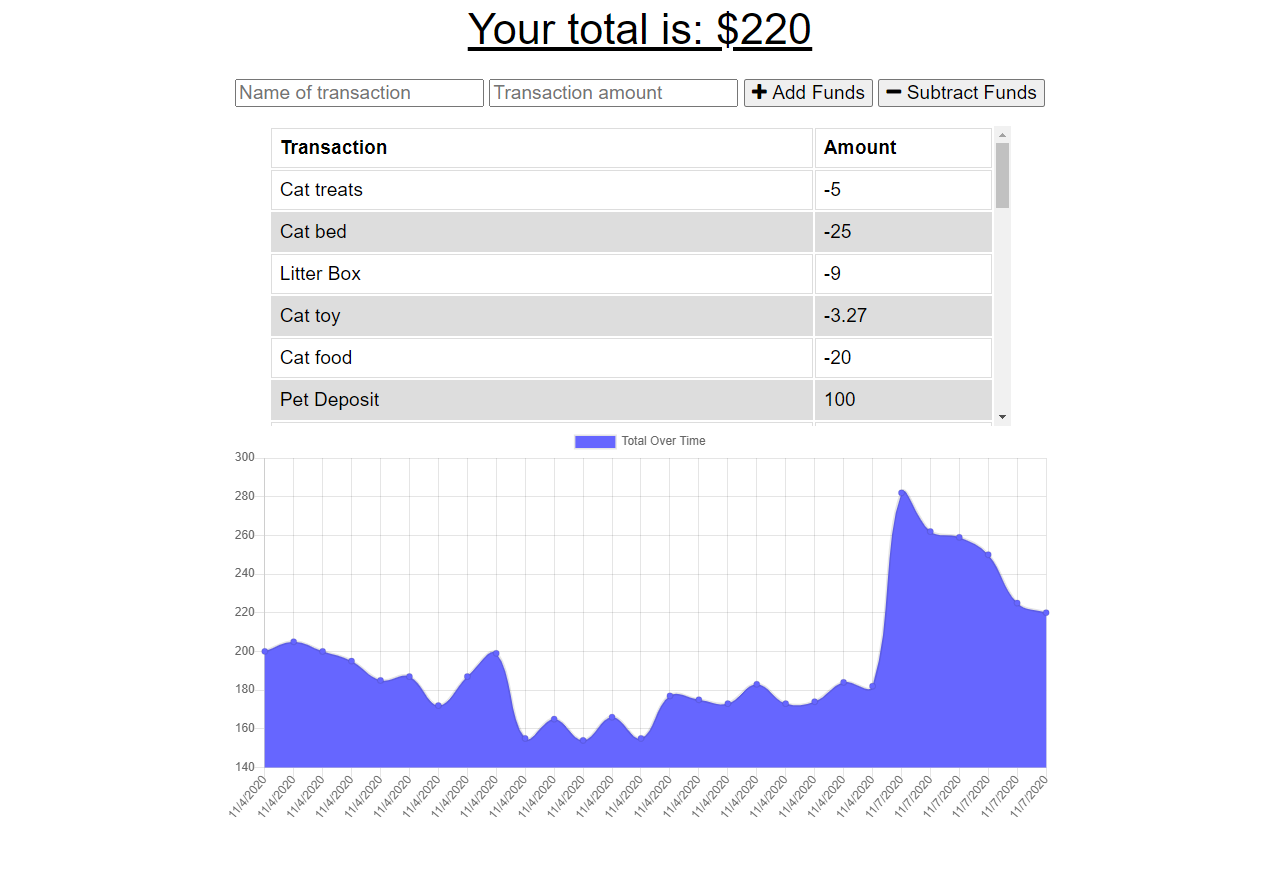 Your total is: $220
Name of transaction Transaction amount Add Funds Subtract Funds
Transaction Amount
Cat treats -5
Cat bed -25
Litter Box -9
Cat toy -3.27
Cat food -20
Pet Deposit 100
Total Over Time
300
280
260
240
220
200
180
160
140
11/4/2020 11/4/2020 11/4/2020 11/4/2020 11/4/2020 11/4/2020 11/4/2020 11/4/2020 11/4/2020 11/4/2020 11/4/2020 11/4/2020 11/4/2020 11/4/2020 11/4/2020 11/4/2020 11/4/2020 11/4/2020 11/4/2020 11/4/2020 11/4/2020 11/4/2020 11/7/2020 11/7/2020 11/7/2020 11/7/2020 11/7/2020 11/7/2020